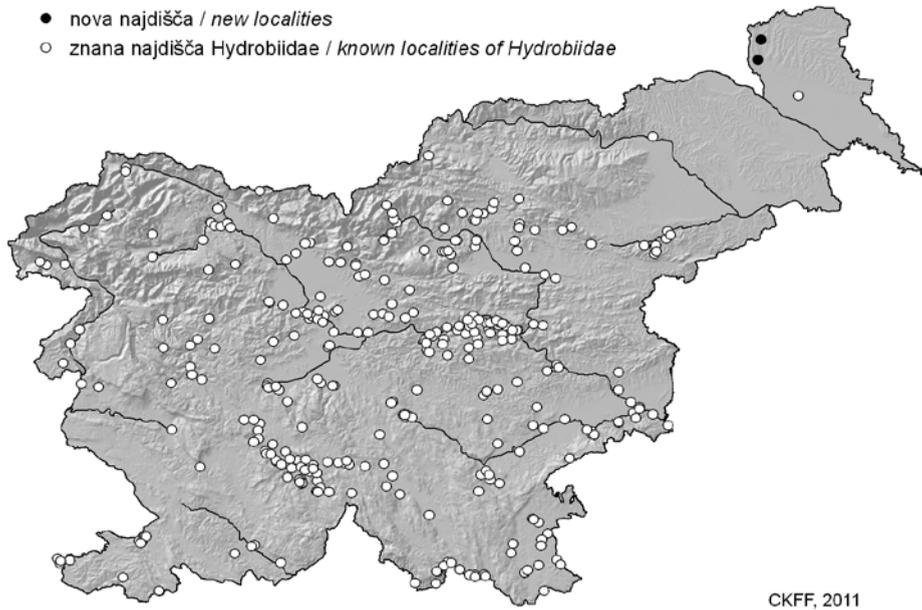 nova najdišča / new localities
znana najdišča Hydrobiidae / known localities of Hydrobiidae
CKFF, 2011